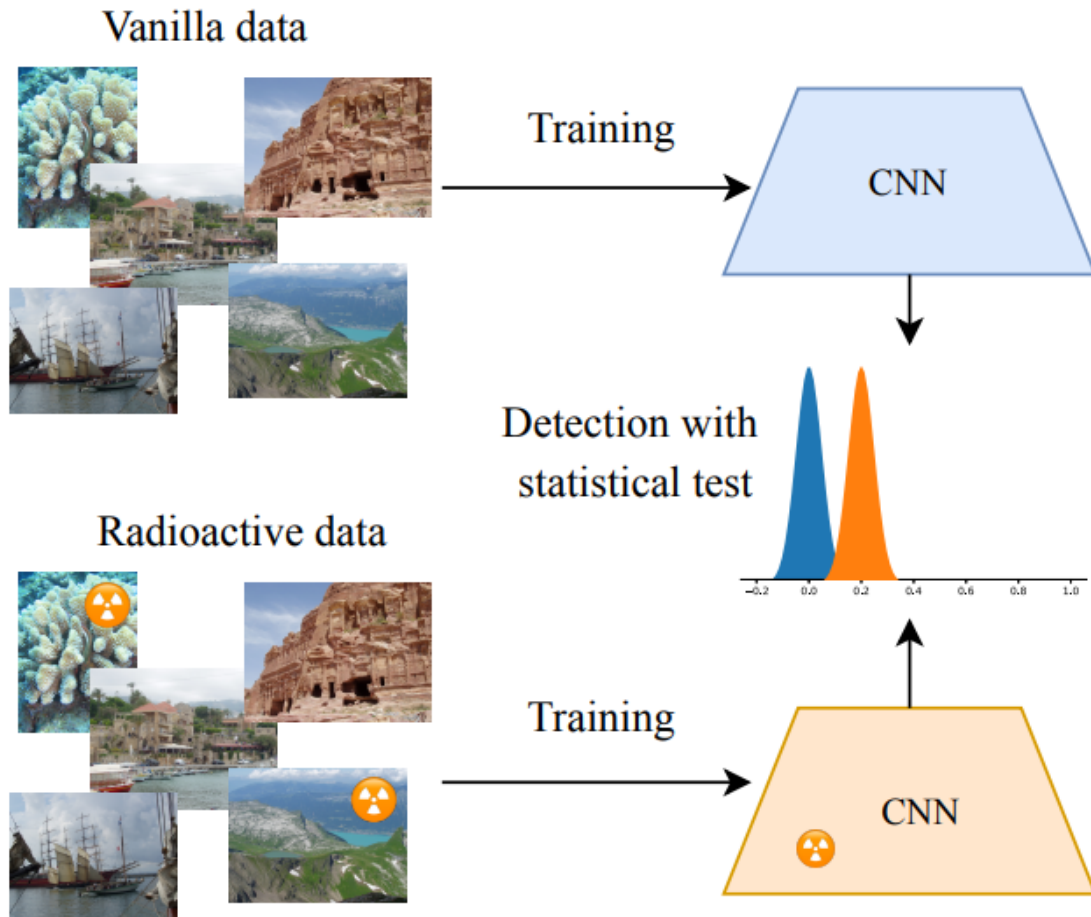 Vanilla data
Training
CNN
Detection with
statistical test
−0.2 0.0 0.2 0.4 0.6 0.8 1.0
Radioactive data
Training
CNN